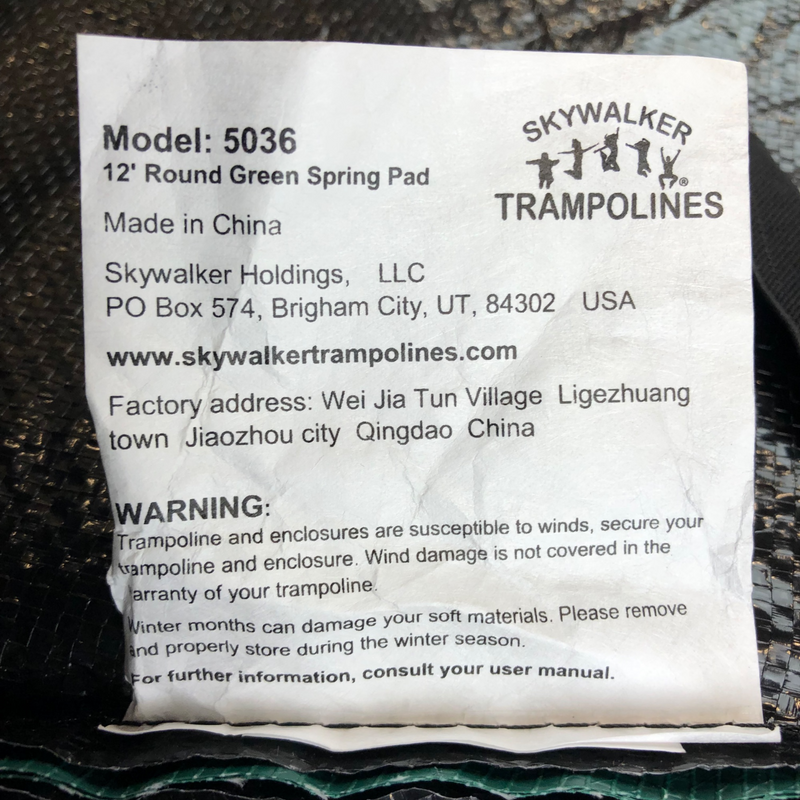 Model: 5036
12' Round Green Spring Pad
SKYWALKER
TRAMPOLINES
®
Made in China
Skywalker Holdings, LLC
PO Box 574, Brigham City, UT, 84302 USA
www.skywalkertrampolines.com
Factory address: Wei Jia Tun Village Ligezhuang
town Jiaozhou city Qingdao China
WARNING:
Trampoline and enclosures are susceptible to winds, secure your
trampoline and enclosure. Wind damage is not covered in the
arranty of your trampoline.
Winter months can damage your soft materials. Please remove
and properly store during the winter season.
For further information, consult your user manual.